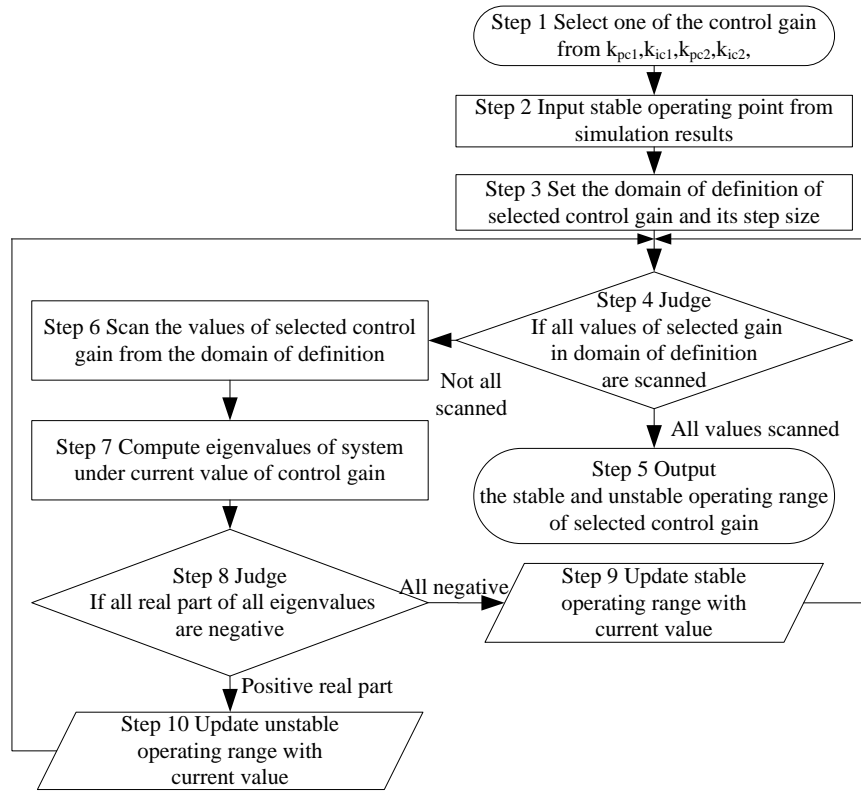 Step 1 Select one of the control gain
from kpc1,kic1,kpc2,kic2,
Step 2 Input stable operating point from
simulation results
Step 3 Set the domain of definition of
selected control gain and its step size
Step 4 Judge
If all values of selected gain
in domain of definition
are scanned
Not all
scanned
All values scanned
Step 5 Output
the stable and unstable operating range
of selected control gain
Step 6 Scan the values of selected control
gain from the domain of definition
Step 7 Compute eigenvalues of system
under current value of control gain
Step 8 Judge
If all real part of all eigenvalues
are negative
All negative
Step 9 Update stable
operating range with
current value
Positive real part
Step 10 Update unstable
operating range with
current value